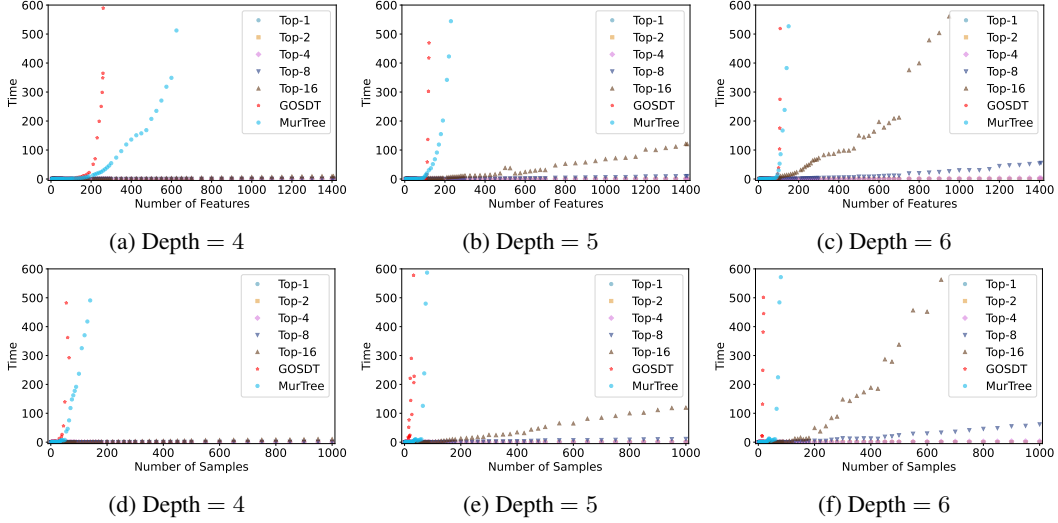 600
500
400
300
200
100
0
Time
0 200 400 600 800 1000 1200 1400
Number of Features
Top-1
Top-2
Top-4
Top-8
Top-16
GOSDT
MurTree
(a) Depth = 4
600
500
400
300
200
100
0
Time
0 200 400 600 800 1000 1200 1400
Number of Features
Top-1
Top-2
Top-4
Top-8
Top-16
GOSDT
MurTree
(b) Depth = 5
600
500
400
300
200
100
0
Time
0 200 400 600 800 1000 1200 1400
Number of Features
Top-1
Top-2
Top-4
Top-8
Top-16
GOSDT
MurTree
(c) Depth = 6
600
500
400
300
200
100
0
Time
0 200 400 600 800 1000
Number of Samples
Top-1
Top-2
Top-4
Top-8
Top-16
GOSDT
MurTree
(d) Depth = 4
600
500
400
300
200
100
0
Time
0 200 400 600 800 1000
Number of Samples
Top-1
Top-2
Top-4
Top-8
Top-16
GOSDT
MurTree
(e) Depth = 5
600
500
400
300
200
100
0
Time
0 200 400 600 800 1000
Number of Samples
Top-1
Top-2
Top-4
Top-8
Top-16
GOSDT
MurTree
(f) Depth = 6